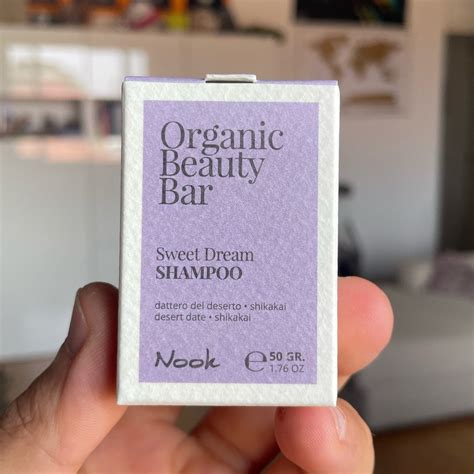 Organic
Beauty
Bar
Sweet Dream
SHAMPOO
dattero del deserto • shikakai
desert date • shikakai
Nook
e 50 GR.
1.76 OZ